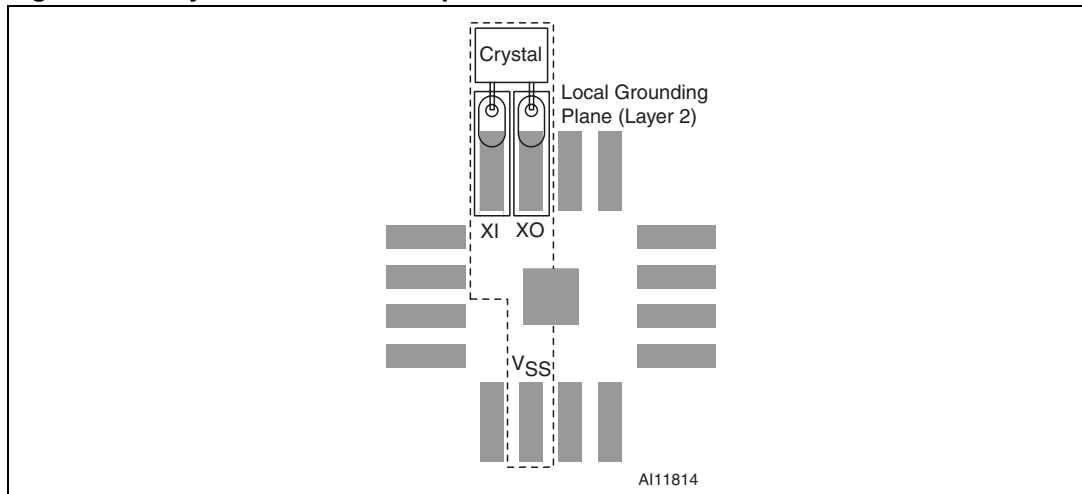 Crystal
Local Grounding
Plane (Layer 2)
XI XO
VSS
AI11814